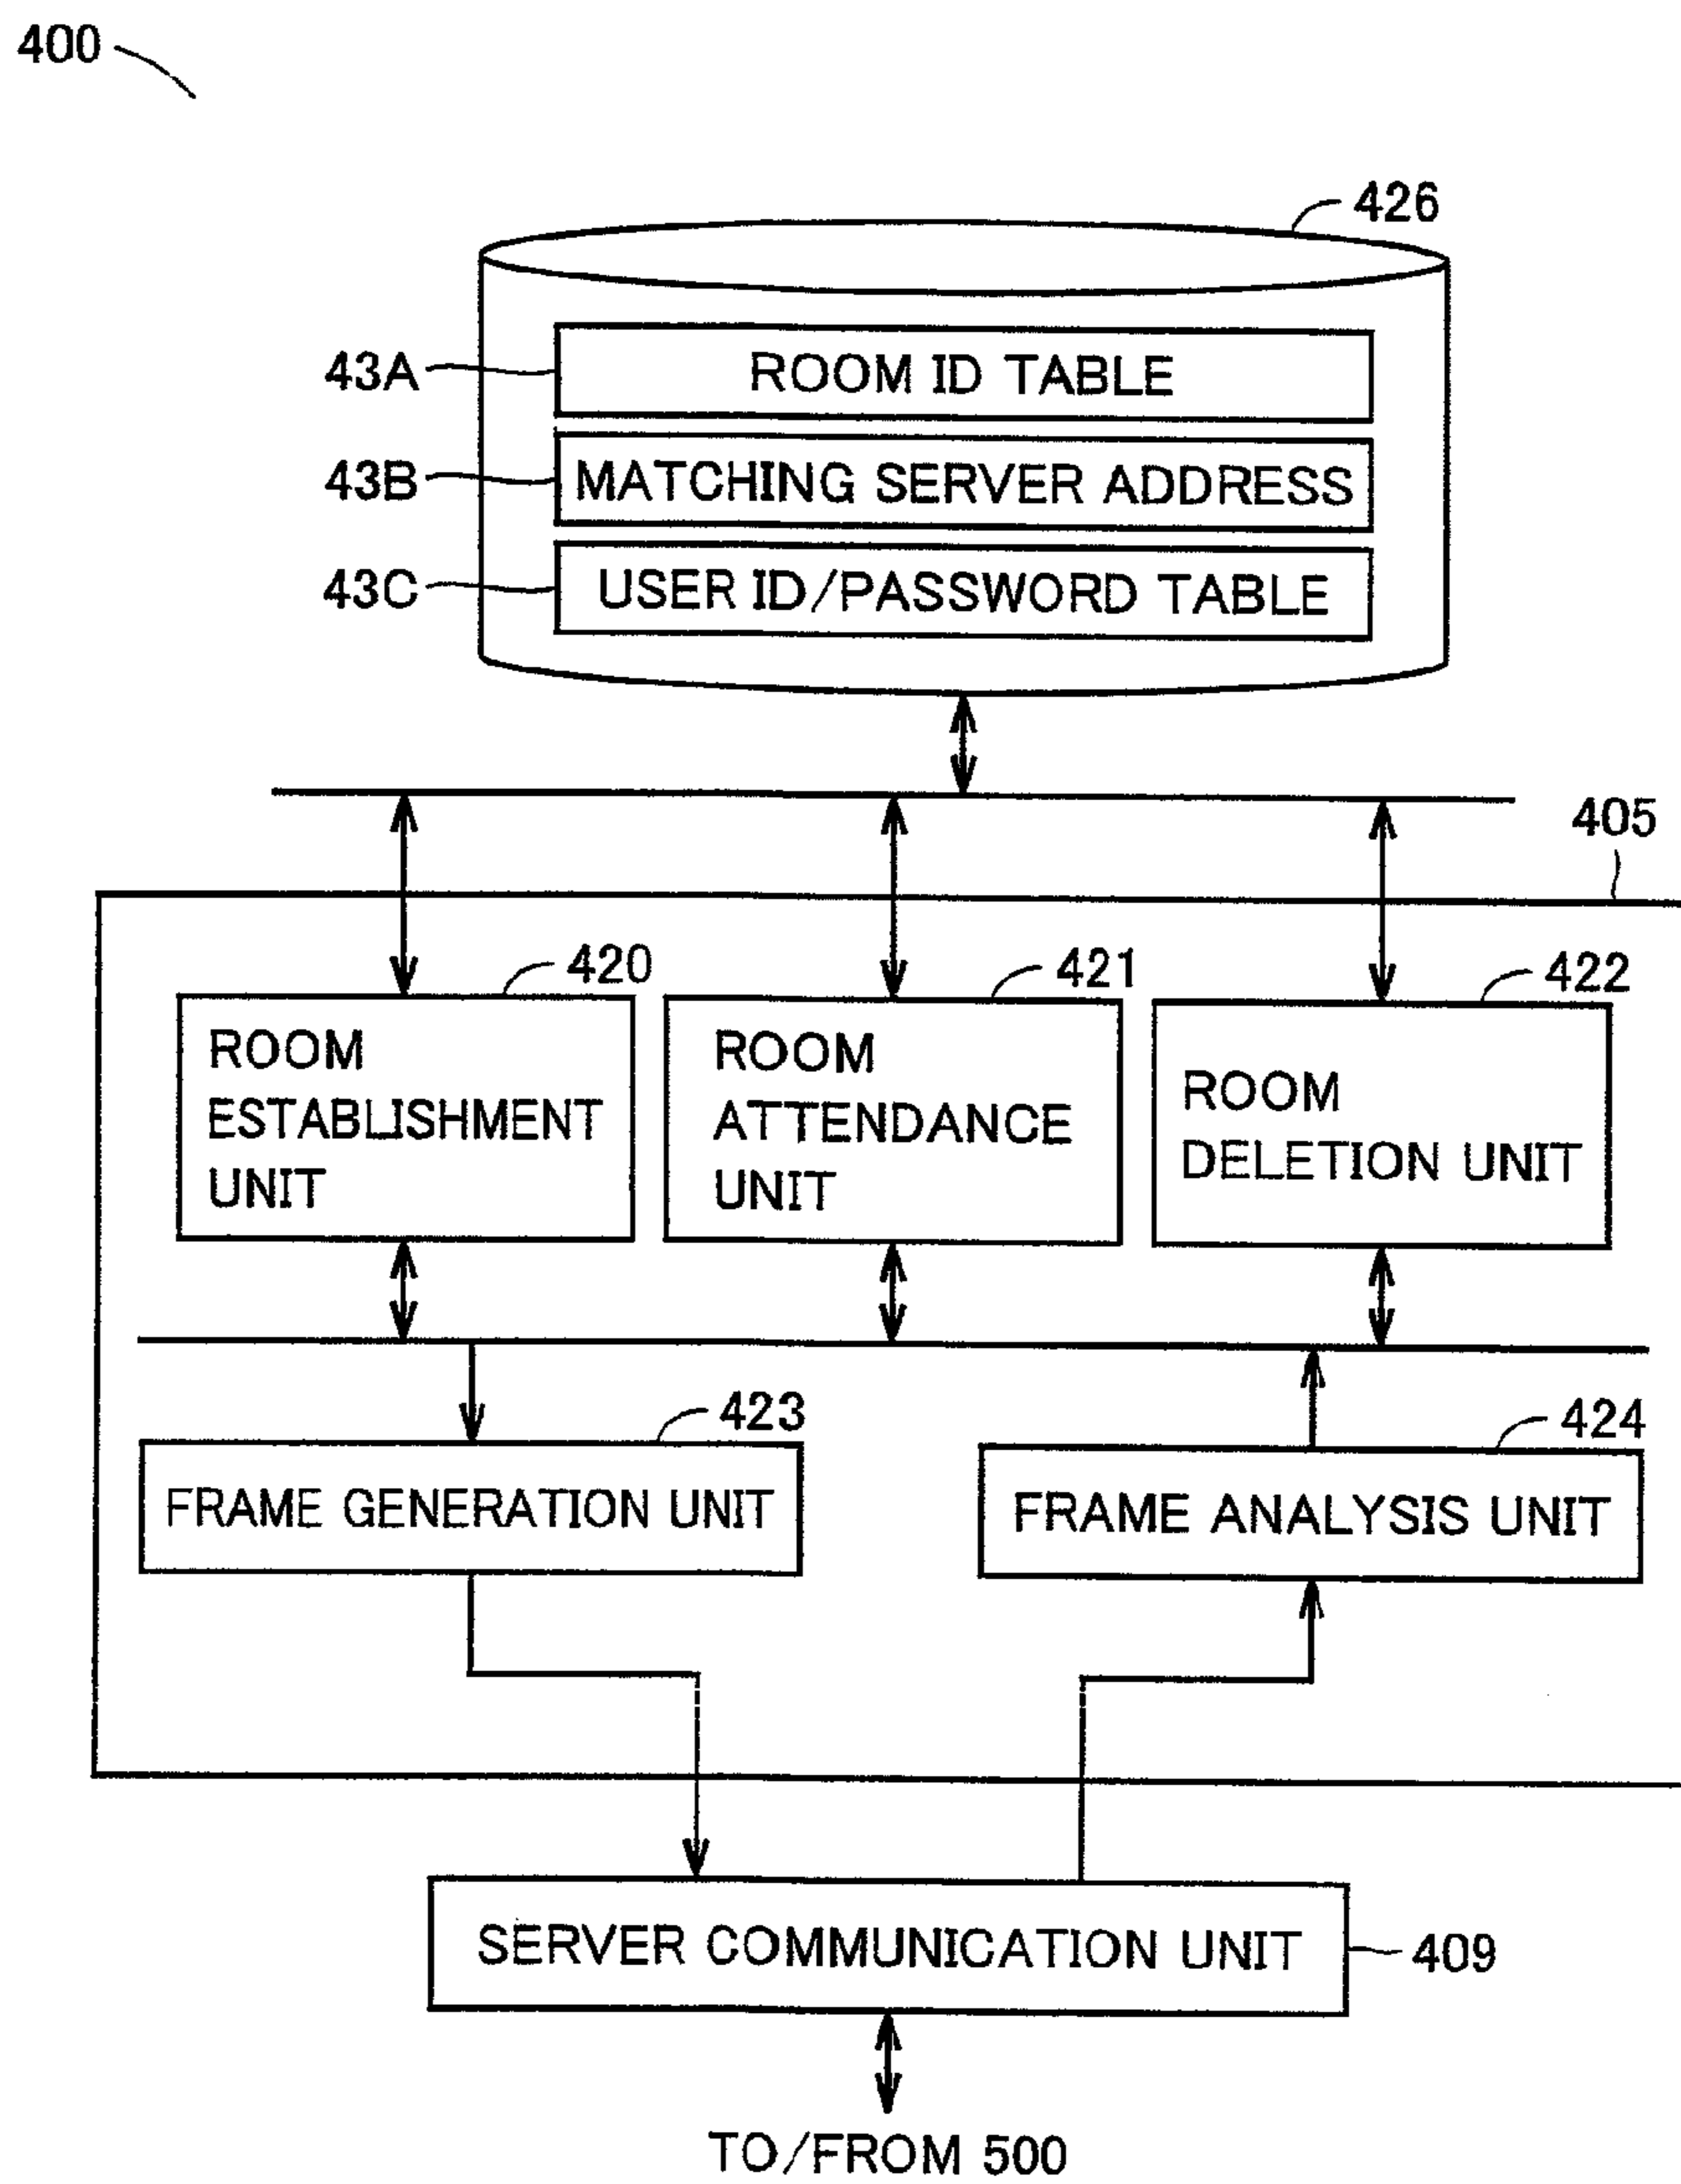 400
426
43A
ROOM ID TABLE
43B
MATCHING SERVER ADDRESS
43C
USER ID/PASSWORD TABLE
405
420
ROOM
ESTABLISHMENT
UNIT
421
ROOM
ATTENDANCE
UNIT
422
ROOM
DELETION UNIT
423
FRAME GENERATION UNIT
424
FRAME ANALYSIS UNIT
SERVER COMMUNICATION UNIT
409
TO/FROM 500